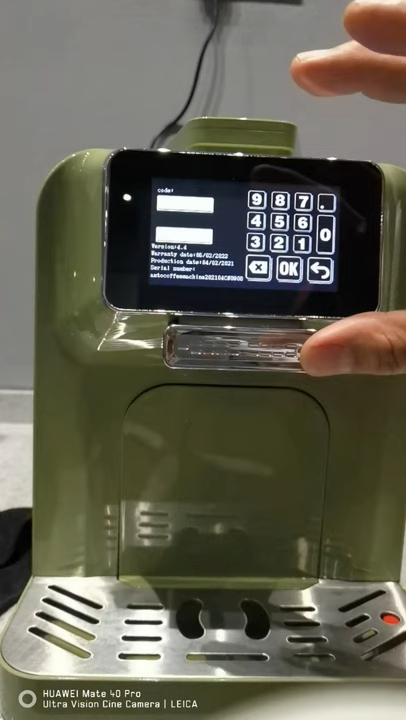 code:
9 8 7 .
4 5 6 0
3 2 1
OK
Version:4.4
Warranty date:05/02/2022
Production date:04/02/2021
Serial number:
HUAWEI Mate 40 Pro
Ultra Vision Cine Camera | LEICA